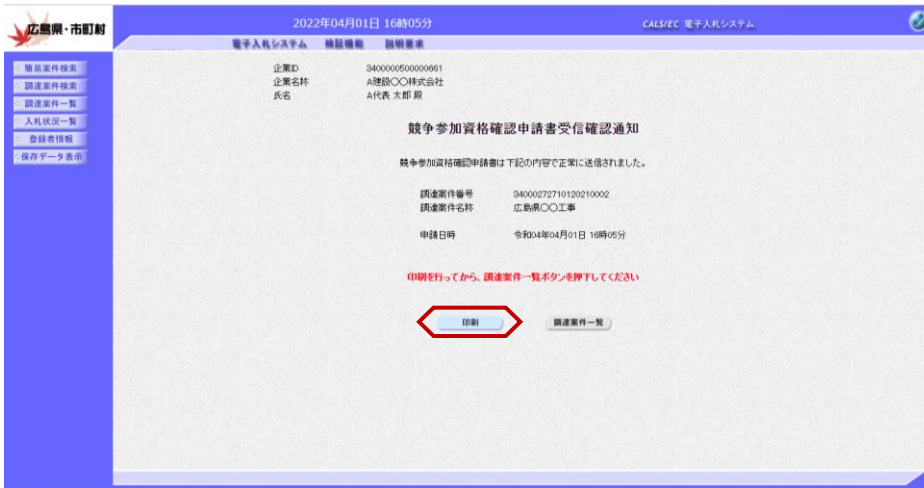 広島県・市町村
2022年04月01日 16時05分
CALS/EC 電子入札システム
電子入札システム 検証機能 説明要求
簡易案件検索
調達案件検索
調達案件一覧
入札状況一覧
登録者情報
保存データ表示
企業ID 3400000500000661
企業名称 A建設〇〇株式会社
氏名 A代表 太郎 殿
競争参加資格確認申請書受信確認通知
競争参加資格確認申請書は下記の内容で正常に送信されました。
調達案件番号 34000272710120210002
調達案件名称 広島県〇〇工事
申請日時 令和04年04月01日 16時05分
印刷を行ってから、調達案件一覧ボタンを押下してください
印刷 調達案件一覧